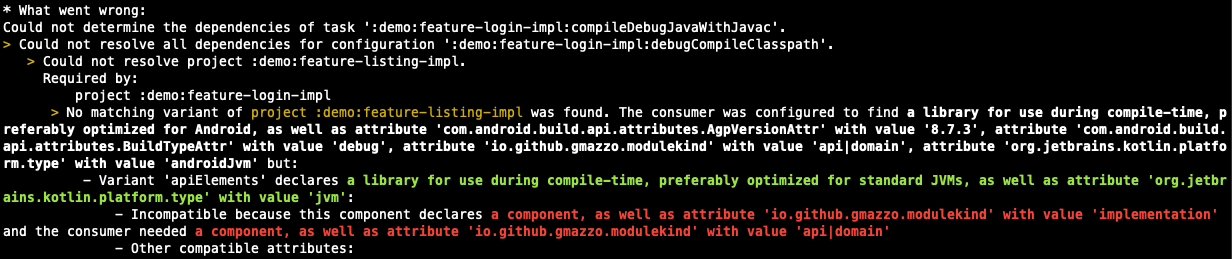 * What went wrong:
Could not determine the dependencies of task ':demo:feature-login-impl:compileDebugJavaWithJavac'.
> Could not resolve all dependencies for configuration ':demo:feature-login-impl:debugCompileClasspath'.
> Could not resolve project :demo:feature-listing-impl.
Required by:
project :demo:feature-login-impl
> No matching variant of project :demo:feature-listing-impl was found. The consumer was configured to find a library for use during compile-time, p
referably optimized for Android, as well as attribute 'com.android.build.api.attributes.AgpVersionAttr' with value '8.7.3', attribute 'com.android.build.
api.attributes.BuildTypeAttr' with value 'debug', attribute 'io.github.gmazzo.modulekind' with value 'api|domain', attribute 'org.jetbrains.kotlin.platfo
rm.type' with value 'androidJvm' but:
- Variant 'apiElements' declares a library for use during compile-time, preferably optimized for standard JVMs, as well as attribute 'org.jetbr
ains.kotlin.platform.type' with value 'jvm':
- Incompatible because this component declares a component, as well as attribute 'io.github.gmazzo.modulekind' with value 'implementation'
and the consumer needed a component, as well as attribute 'io.github.gmazzo.modulekind' with value 'api|domain'
- Other compatible attributes: